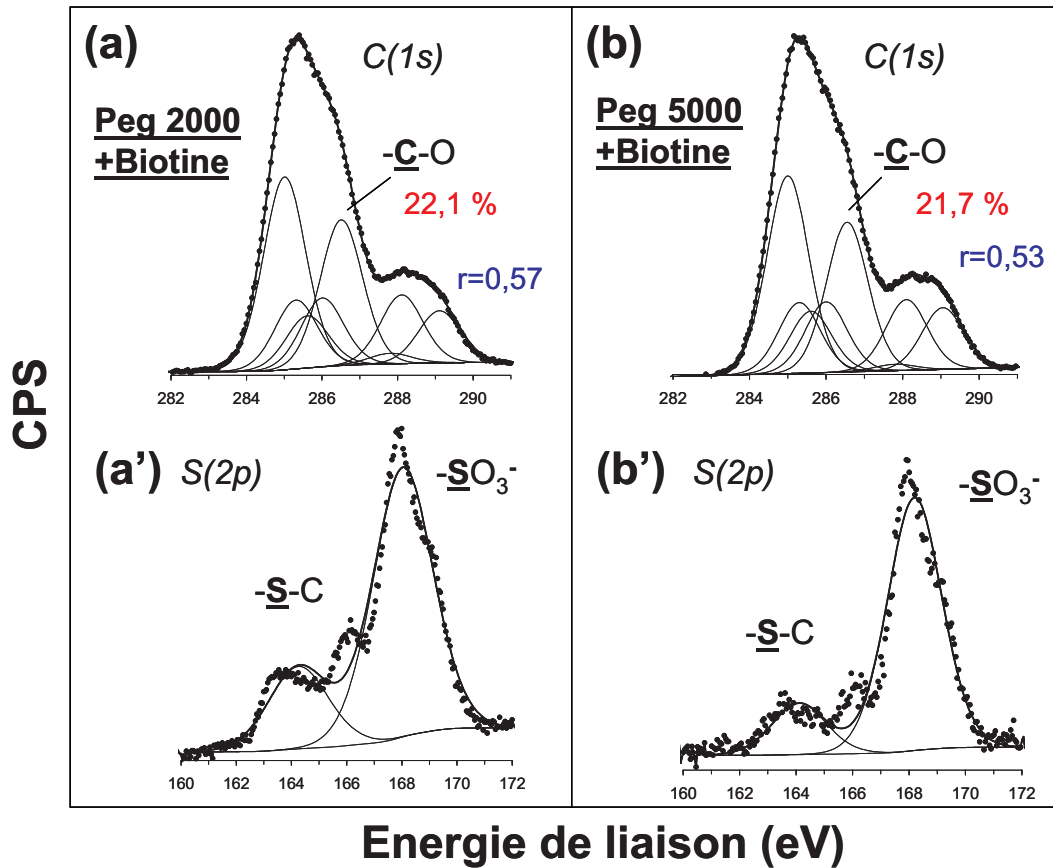 CPS
(a)
C(1s)
Peg 2000
+Biotine
-C-O
22,1 %
r=0,57
282 284 286 288 290
(b)
C(1s)
Peg 5000
+Biotine
-C-O
21,7 %
r=0,53
282 284 286 288 290
(a') S(2p)
-SO₃⁻
-S-C
160 162 164 166 168 170 172
(b') S(2p)
-SO₃⁻
-S-C
160 162 164 166 168 170 172
Energie de liaison (eV)